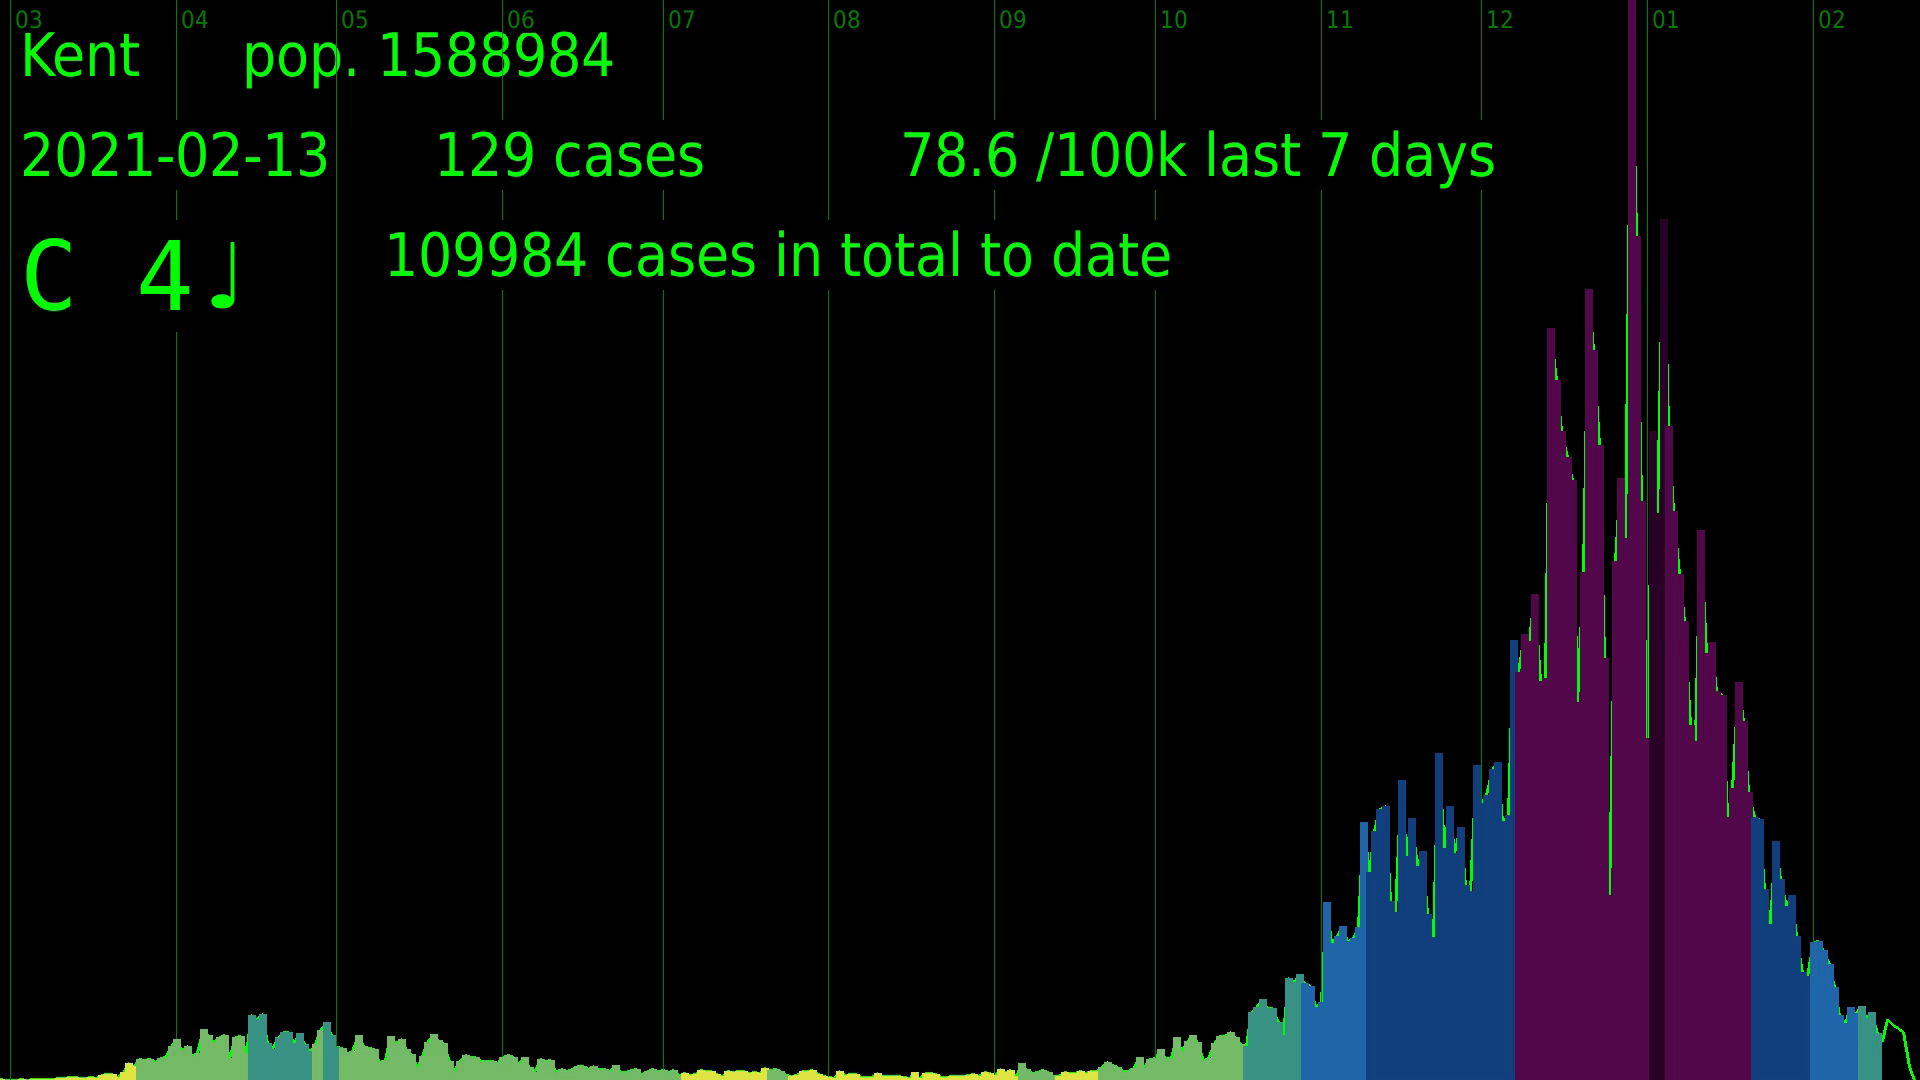 03 04 05 06 07 08 09 10 11 12 01 02
Kent pop. 1588984
2021-02-13 129 cases 78.6 /100k last 7 days
C 4♩ 109984 cases in total to date